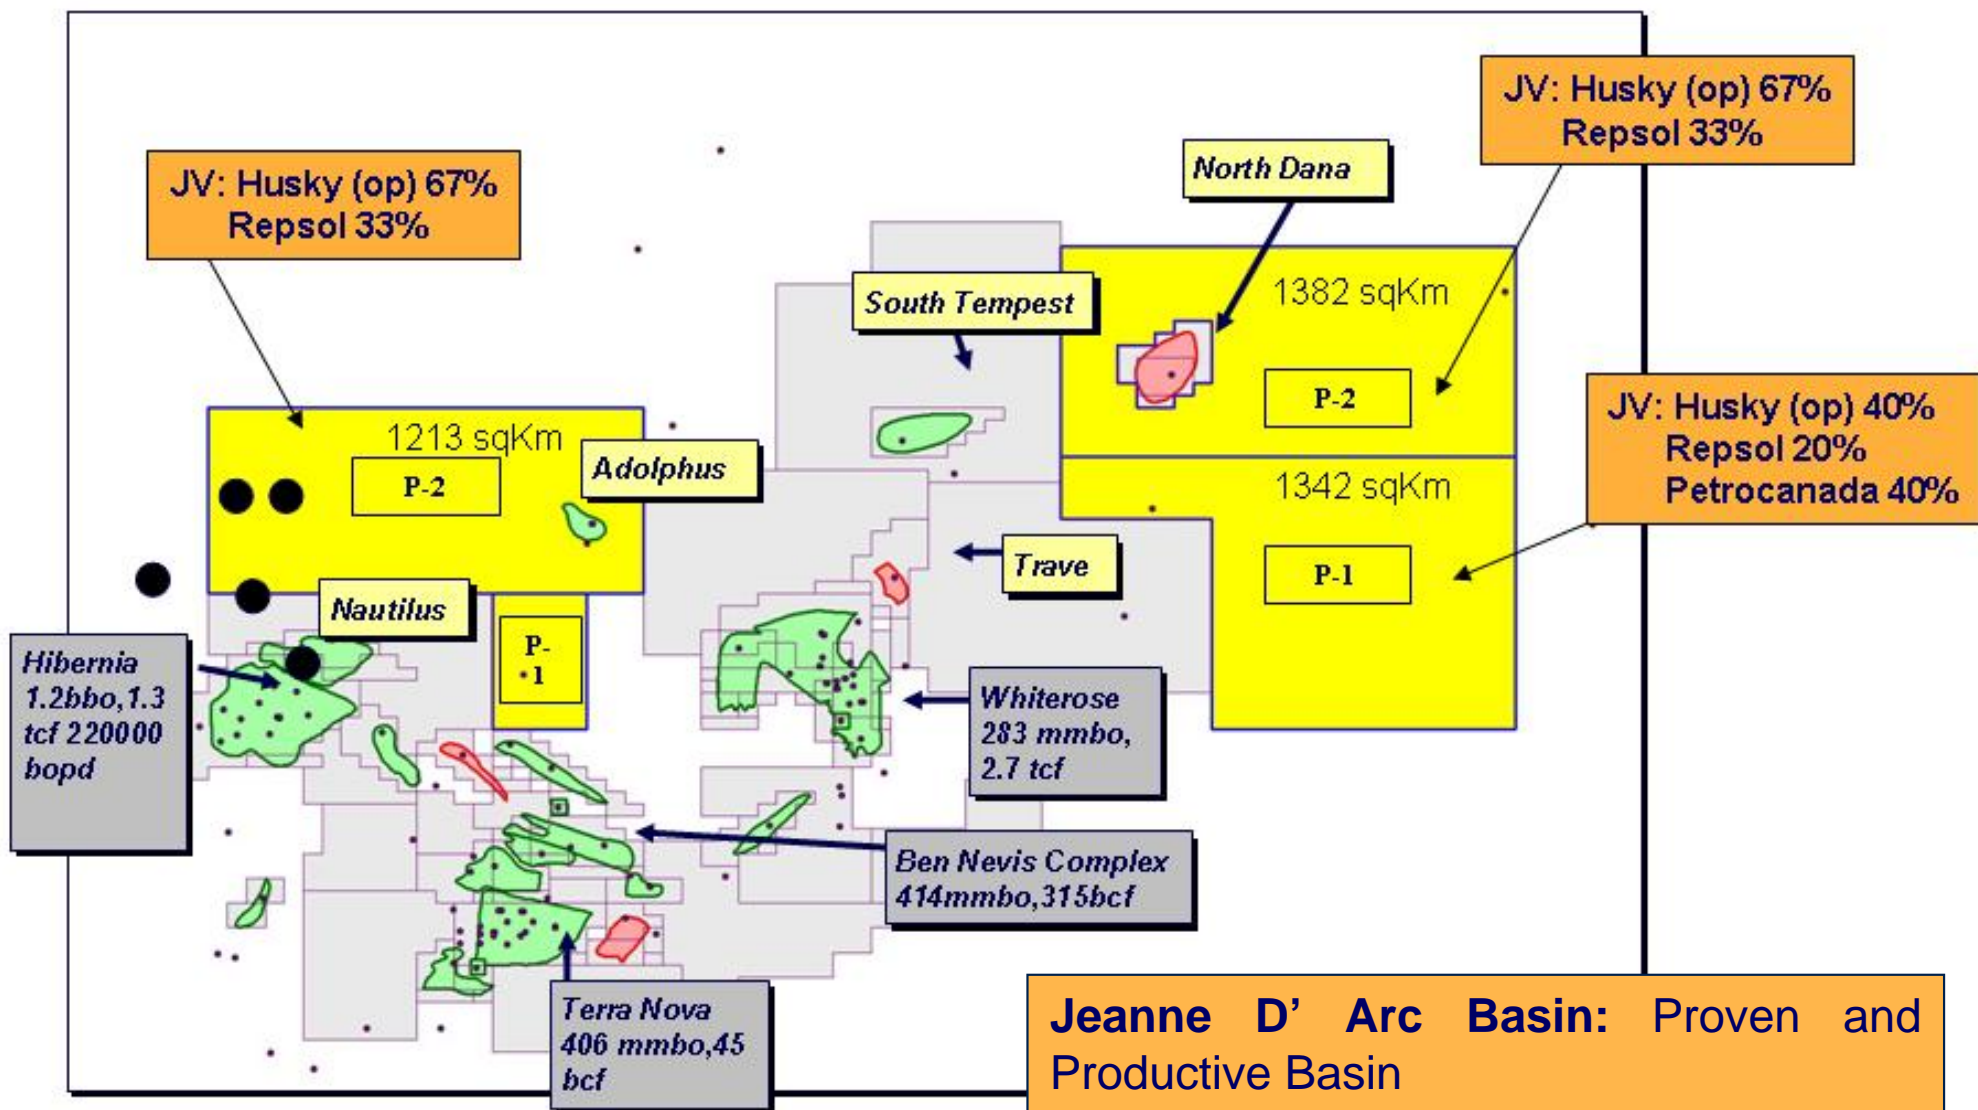 JV: Husky (op) 67%
Repsol 33%
JV: Husky (op) 67%
Repsol 33%
North Dana
South Tempest
1382 sqKm
P-2
JV: Husky (op) 40%
Repsol 20%
Petrocanada 40%
1213 sqKm
P-2
Adolphus
1342 sqKm
P-1
Trave
Nautilus
P-
1
Hibernia
1.2bbo,1.3
tcf 220000
bopd
Whiterose
283 mmbo,
2.7 tcf
Ben Nevis Complex
414mmbo,315bcf
Terra Nova
406 mmbo,45
bcf
Jeanne D’ Arc Basin: Proven and
Productive Basin